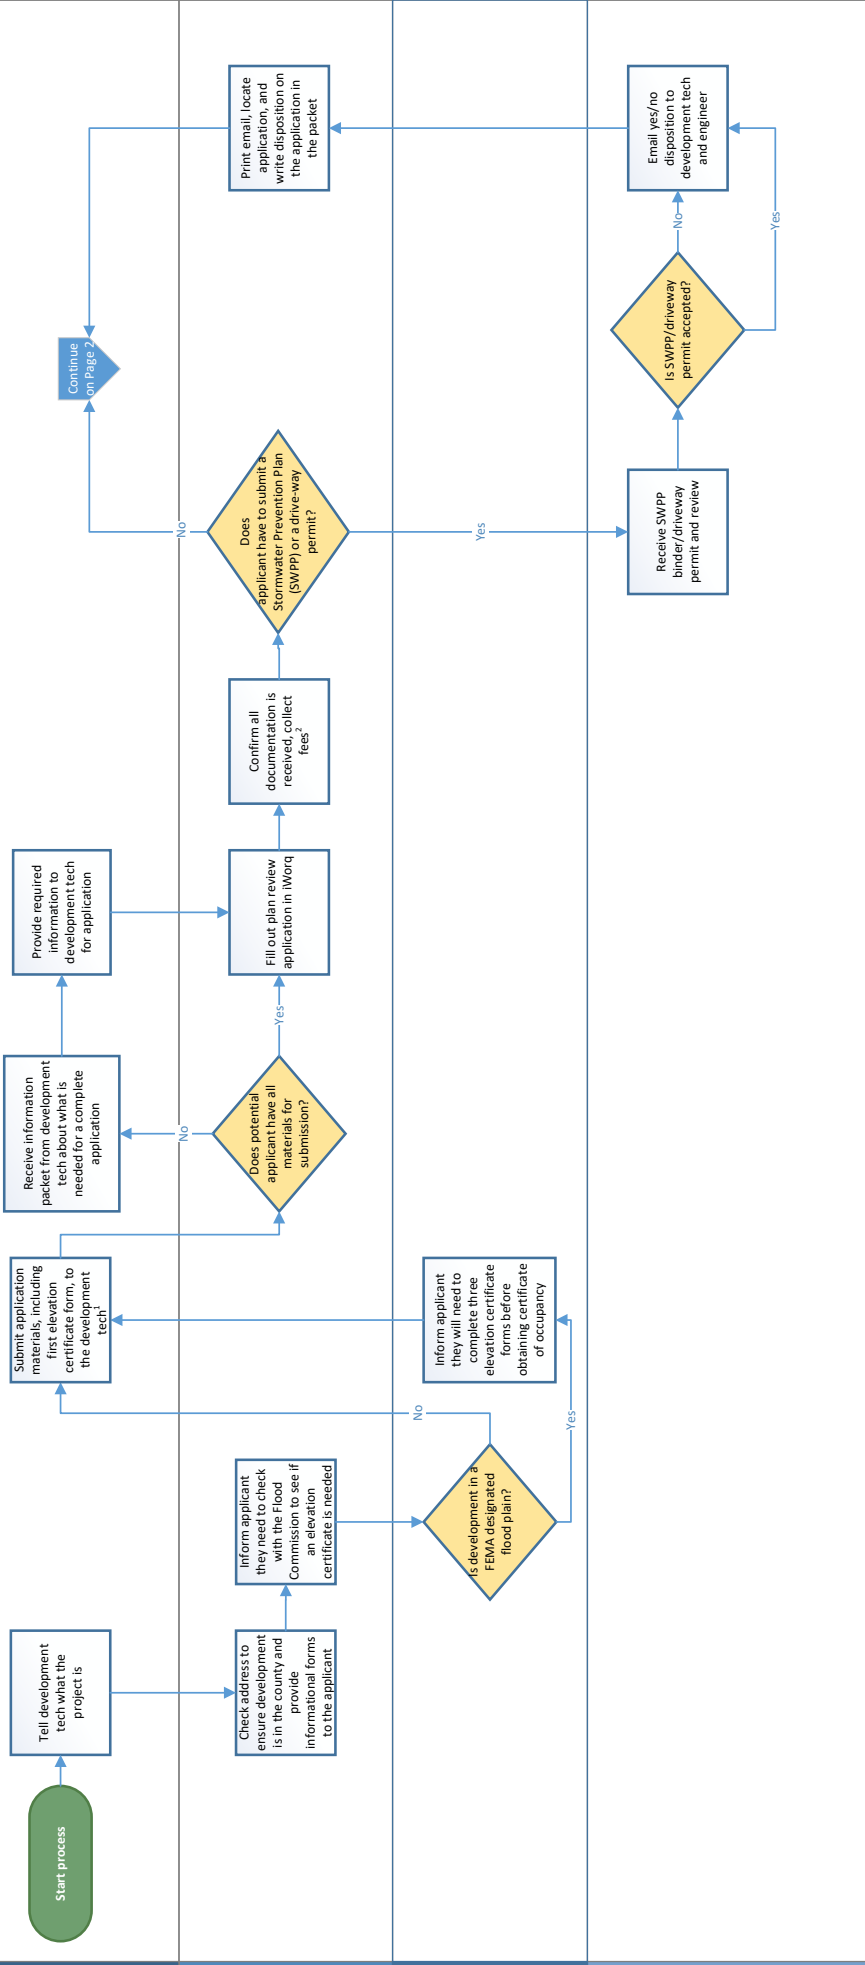 Start process
Tell development
tech what the
project is
Check address to
ensure development
is in the county and
provide
informational forms
to the applicant
Inform applicant
they need to check
with the Flood
Commission to see if
an elevation
certificate is needed
Is development in a
FEMA designated
flood plain?
No
Yes
Inform applicant
they will need to
complete three
elevation certificate
forms before
obtaining certificate
of occupancy
Submit application
materials, including
first elevation
certificate form, to
the development
tech¹
Does potential
applicant have all
materials for
submission?
No
Yes
Receive information
packet from development
tech about what is
needed for a complete
application
Provide required
information to
development tech
for application
Fill out plan review
application in iWorq
Confirm all
documentation is
received, collect
fees²
Does
applicant have to submit a
Stormwater Prevention Plan
(SWPP) or a drive-way
permit?
No
Yes
Receive SWPP
binder/driveway
permit and review
Is SWPP/driveway
permit accepted?
No
Yes
Email yes/no
disposition to
development tech
and engineer
Print email, locate
application, and
write disposition on
the application in
the packet
Continue
on Page 2